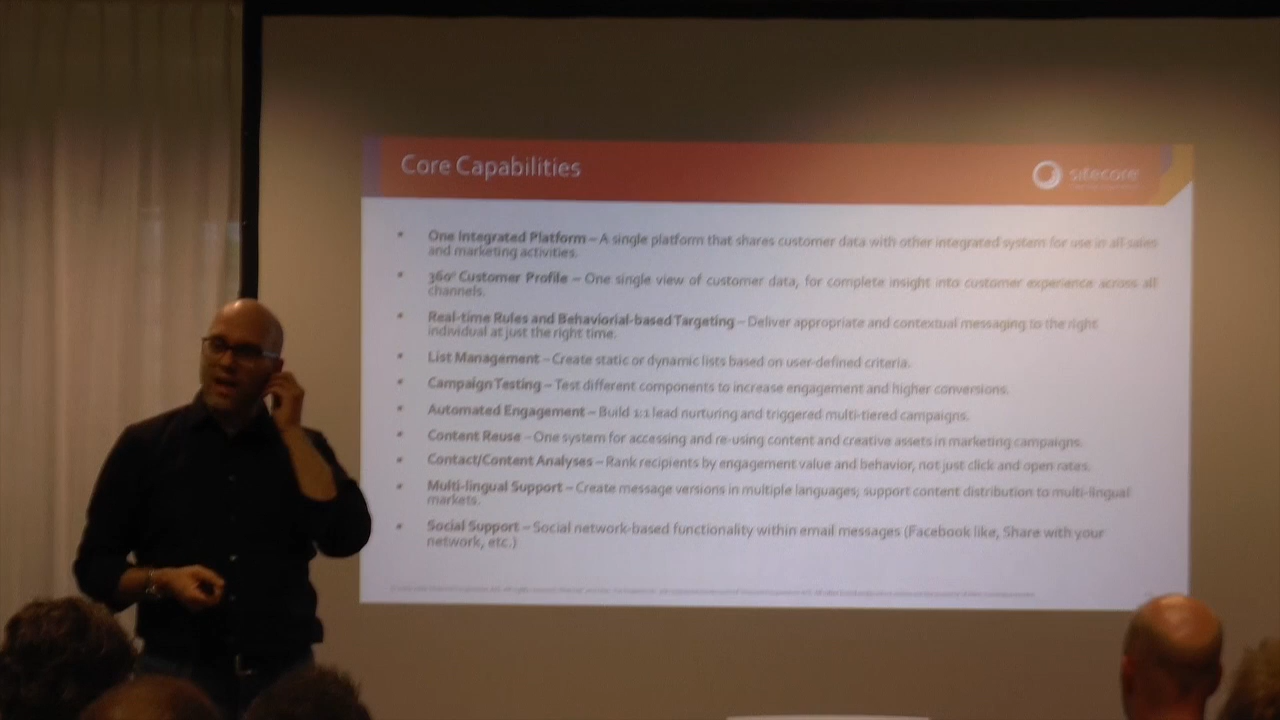 Core Capabilities
sitecore
• One Integrated Platform – A single platform that shares customer data with other integrated system for use in all sales
and marketing activities.
• 360° Customer Profile – One single view of customer data, for complete insight into customer experience across all
channels.
• Real-time Rules and Behaviorial-based Targeting – Deliver appropriate and contextual messaging to the right
individual at just the right time.
• List Management – Create static or dynamic lists based on user-defined criteria.
• Campaign Testing – Test different components to increase engagement and higher conversions.
• Automated Engagement – Build 1:1 lead nurturing and triggered multi-tiered campaigns.
• Content Reuse – One system for accessing and re-using content and creative assets in marketing campaigns.
• Contact/Content Analyses – Rank recipients by engagement value and behavior, not just click and open rates.
• Multi-lingual Support – Create message versions in multiple languages; support content distribution to multi-lingual
markets.
• Social Support – Social network-based functionality within email messages (Facebook like, Share with your
network, etc.)